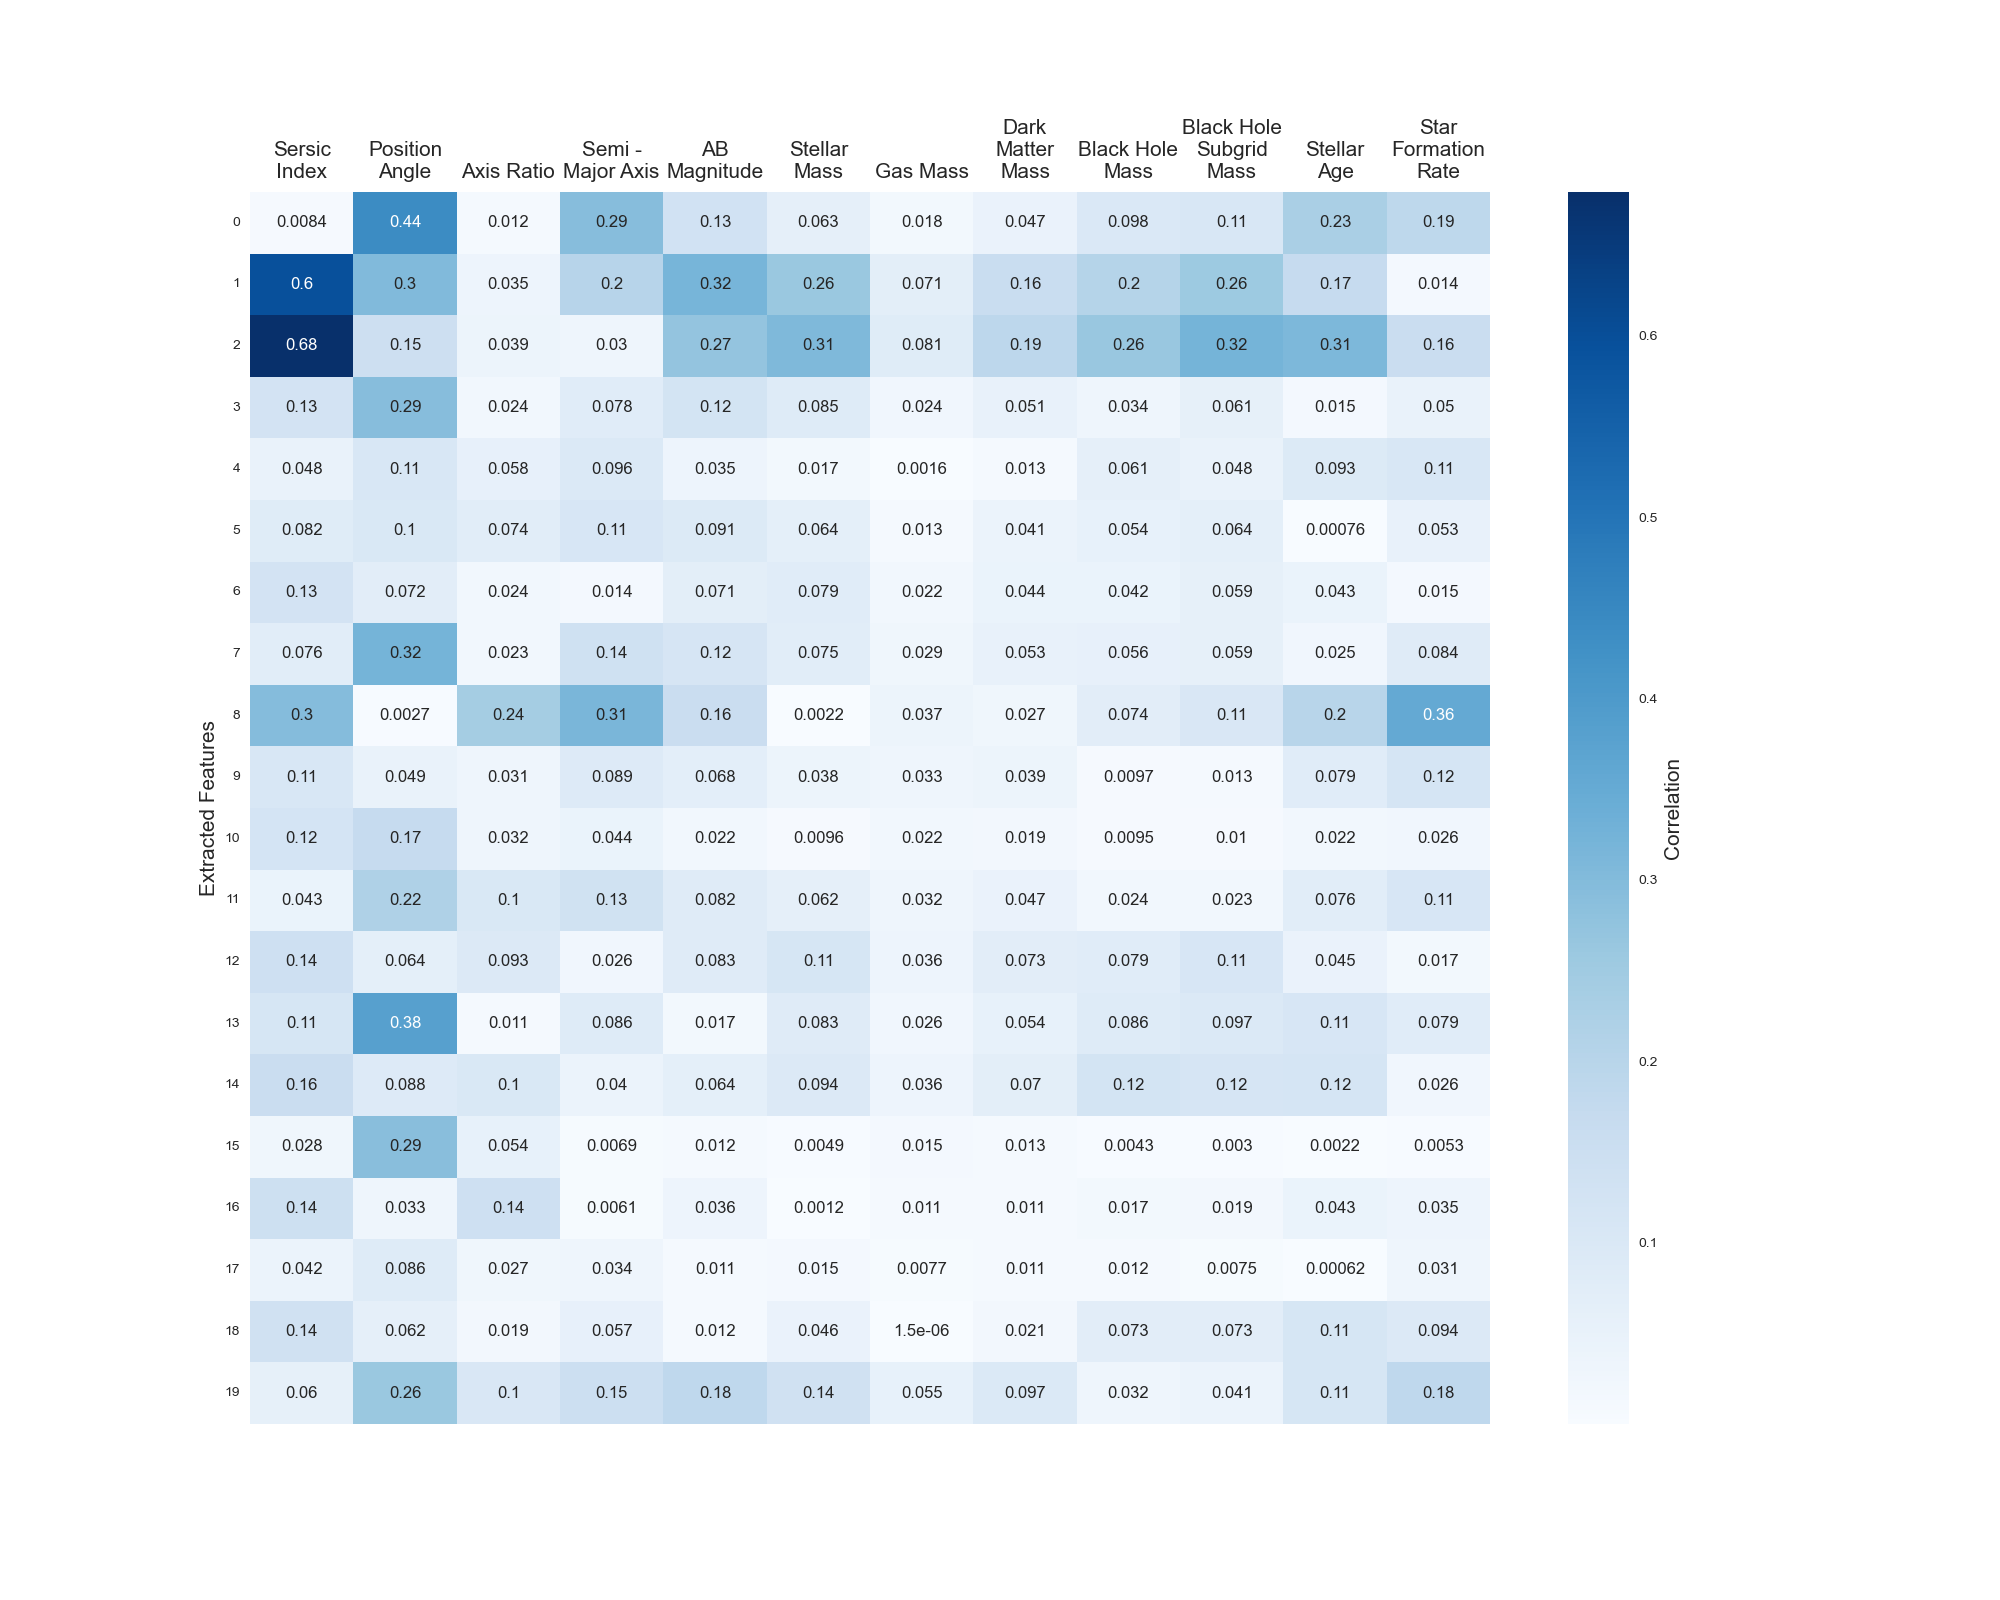 Sersic Index
Position Angle
Axis Ratio
Semi - Major Axis
AB Magnitude
Stellar Mass
Gas Mass
Dark Matter Mass
Black Hole Mass
Black Hole Subgrid Mass
Stellar Age
Star Formation Rate
0 0.0084 0.44 0.012 0.29 0.13 0.063 0.018 0.047 0.098 0.11 0.23 0.19
1 0.6 0.3 0.035 0.2 0.32 0.26 0.071 0.16 0.2 0.26 0.17 0.014
2 0.68 0.15 0.039 0.03 0.27 0.31 0.081 0.19 0.26 0.32 0.31 0.16
3 0.13 0.29 0.024 0.078 0.12 0.085 0.024 0.051 0.034 0.061 0.015 0.05
4 0.048 0.11 0.058 0.096 0.035 0.017 0.0016 0.013 0.061 0.048 0.093 0.11
5 0.082 0.1 0.074 0.11 0.091 0.064 0.013 0.041 0.054 0.064 0.00076 0.053
6 0.13 0.072 0.024 0.014 0.071 0.079 0.022 0.044 0.042 0.059 0.043 0.015
7 0.076 0.32 0.023 0.14 0.12 0.075 0.029 0.053 0.056 0.059 0.025 0.084
8 0.3 0.0027 0.24 0.31 0.16 0.0022 0.037 0.027 0.074 0.11 0.2 0.36
9 0.11 0.049 0.031 0.089 0.068 0.038 0.033 0.039 0.0097 0.013 0.079 0.12
10 0.12 0.17 0.032 0.044 0.022 0.0096 0.022 0.019 0.0095 0.01 0.022 0.026
11 0.043 0.22 0.1 0.13 0.082 0.062 0.032 0.047 0.024 0.023 0.076 0.11
12 0.14 0.064 0.093 0.026 0.083 0.11 0.036 0.073 0.079 0.11 0.045 0.017
13 0.11 0.38 0.011 0.086 0.017 0.083 0.026 0.054 0.086 0.097 0.11 0.079
14 0.16 0.088 0.1 0.04 0.064 0.094 0.036 0.07 0.12 0.12 0.12 0.026
15 0.028 0.29 0.054 0.0069 0.012 0.0049 0.015 0.013 0.0043 0.003 0.0022 0.0053
16 0.14 0.033 0.14 0.0061 0.036 0.0012 0.011 0.011 0.017 0.019 0.043 0.035
17 0.042 0.086 0.027 0.034 0.011 0.015 0.0077 0.011 0.012 0.0075 0.00062 0.031
18 0.14 0.062 0.019 0.057 0.012 0.046 1.5e-06 0.021 0.073 0.073 0.11 0.094
19 0.06 0.26 0.1 0.15 0.18 0.14 0.055 0.097 0.032 0.041 0.11 0.18
Extracted Features
0.6
0.5
0.4
0.3
0.2
0.1
Correlation